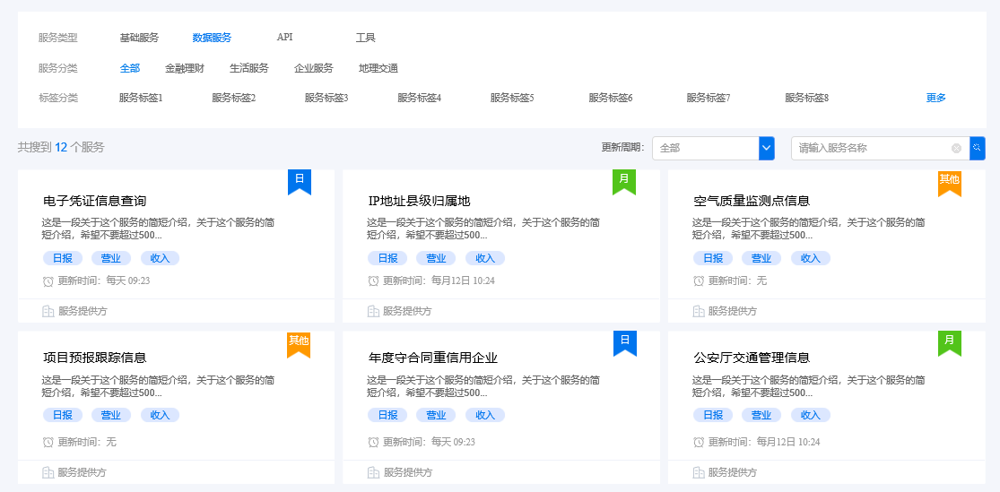 服务类型 基础服务 数据服务 API 工具
服务分类 全部 金融理财 生活服务 企业服务 地理交通
标签分类 服务标签1 服务标签2 服务标签3 服务标签4 服务标签5 服务标签6 服务标签7 服务标签8 更多
共搜到 12 个服务 更新周期: 全部 请输入服务名称
日
电子凭证信息查询
这是一段关于这个服务的简短介绍，关于这个服务的简
短介绍，希望不要超过500...
日报 营业 收入
更新时间：每天 09:23
服务提供方
月
IP地址县级归属地
这是一段关于这个服务的简短介绍，关于这个服务的简
短介绍，希望不要超过500...
日报 营业 收入
更新时间：每月12日 10:24
服务提供方
其他
空气质量监测点信息
这是一段关于这个服务的简短介绍，关于这个服务的简
短介绍，希望不要超过500...
日报 营业 收入
更新时间：无
服务提供方
其他
项目预报跟踪信息
这是一段关于这个服务的简短介绍，关于这个服务的简
短介绍，希望不要超过500...
日报 营业 收入
更新时间：无
服务提供方
日
年度守合同重信用企业
这是一段关于这个服务的简短介绍，关于这个服务的简
短介绍，希望不要超过500...
日报 营业 收入
更新时间：每天 09:23
服务提供方
月
公安厅交通管理信息
这是一段关于这个服务的简短介绍，关于这个服务的简
短介绍，希望不要超过500...
日报 营业 收入
更新时间：每月12日 10:24
服务提供方